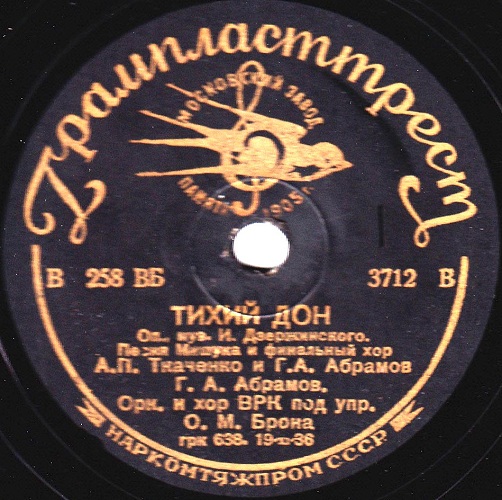 Грампласттрест
МОСКОВСКИЙ ЗАВОД
ПАМЯТИ 1905 г.
В 258 ВБ 3712 В
ТИХИЙ ДОН
Оп. муз. И. Дзержинского.
Песня Мишука и финальный хор
А.П. Ткаченко и Г.А. Абрамов
Г. А. Абрамов.
Орк. и хор ВРК под упр.
О. М. Брона
грк 638. 19-XI-36
НАРКОМТЯЖПРОМ СССР